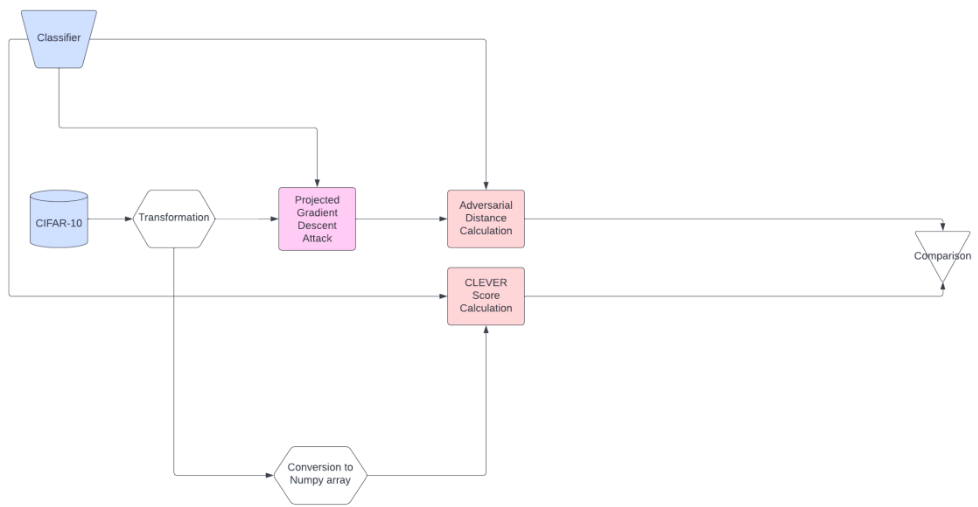 Classifier
CIFAR-10
Transformation
Projected
Gradient
Descent
Attack
Adversarial
Distance
Calculation
Comparison
CLEVER
Score
Calculation
Conversion to
Numpy array